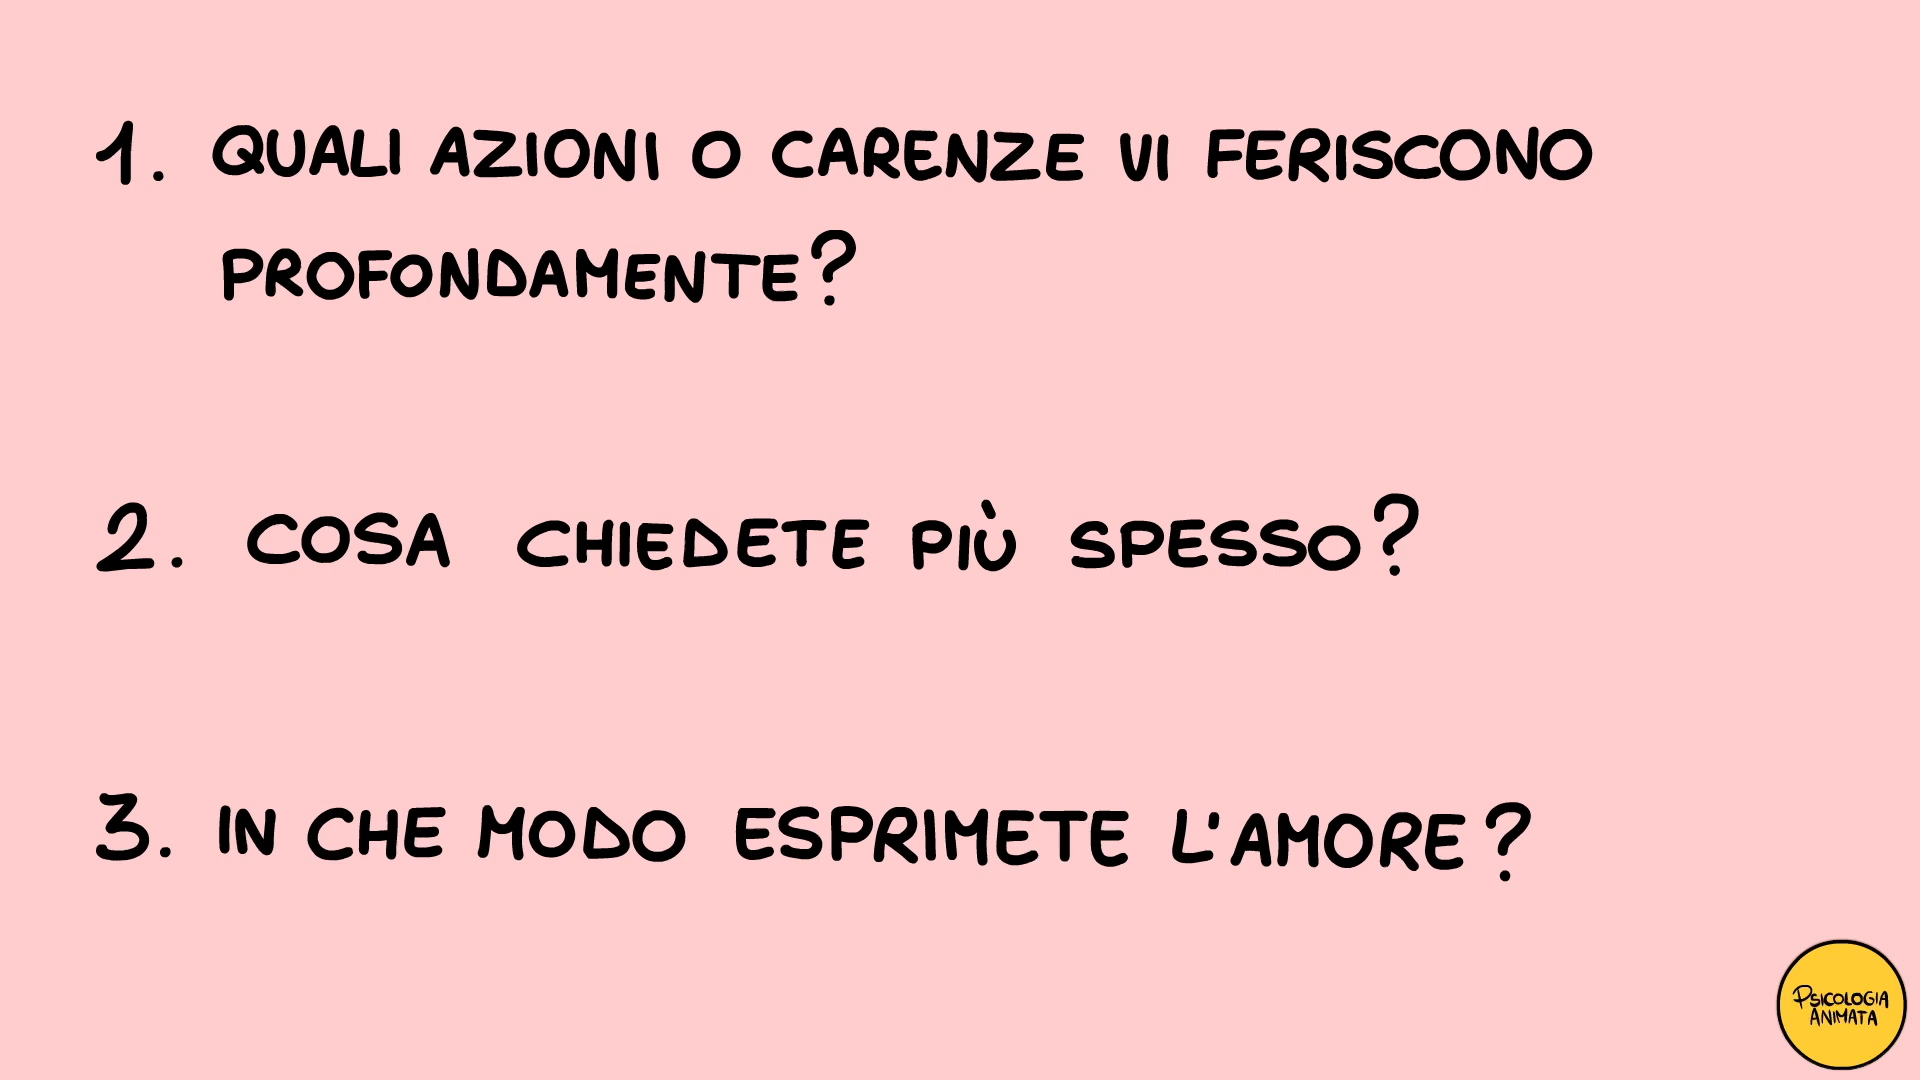 1. QUALI AZIONI O CARENZE VI FERISCONO
PROFONDAMENTE?
2. COSA CHIEDETE PIÙ SPESSO?
3. IN CHE MODO ESPRIMETE L'AMORE?
PSICOLOGIA
ANIMATA